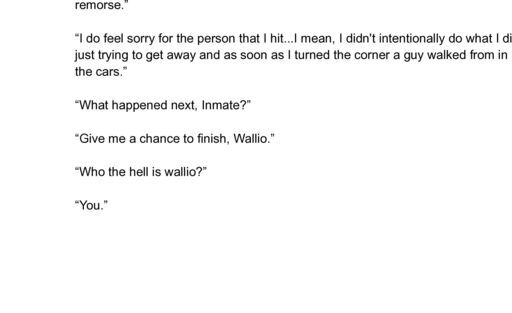 remorse.”
“I do feel sorry for the person that I hit...I mean, I didn't intentionally do what I di
just trying to get away and as soon as I turned the corner a guy walked from in
the cars.”
“What happened next, Inmate?”
“Give me a chance to finish, Wallio.”
“Who the hell is wallio?”
“You.”